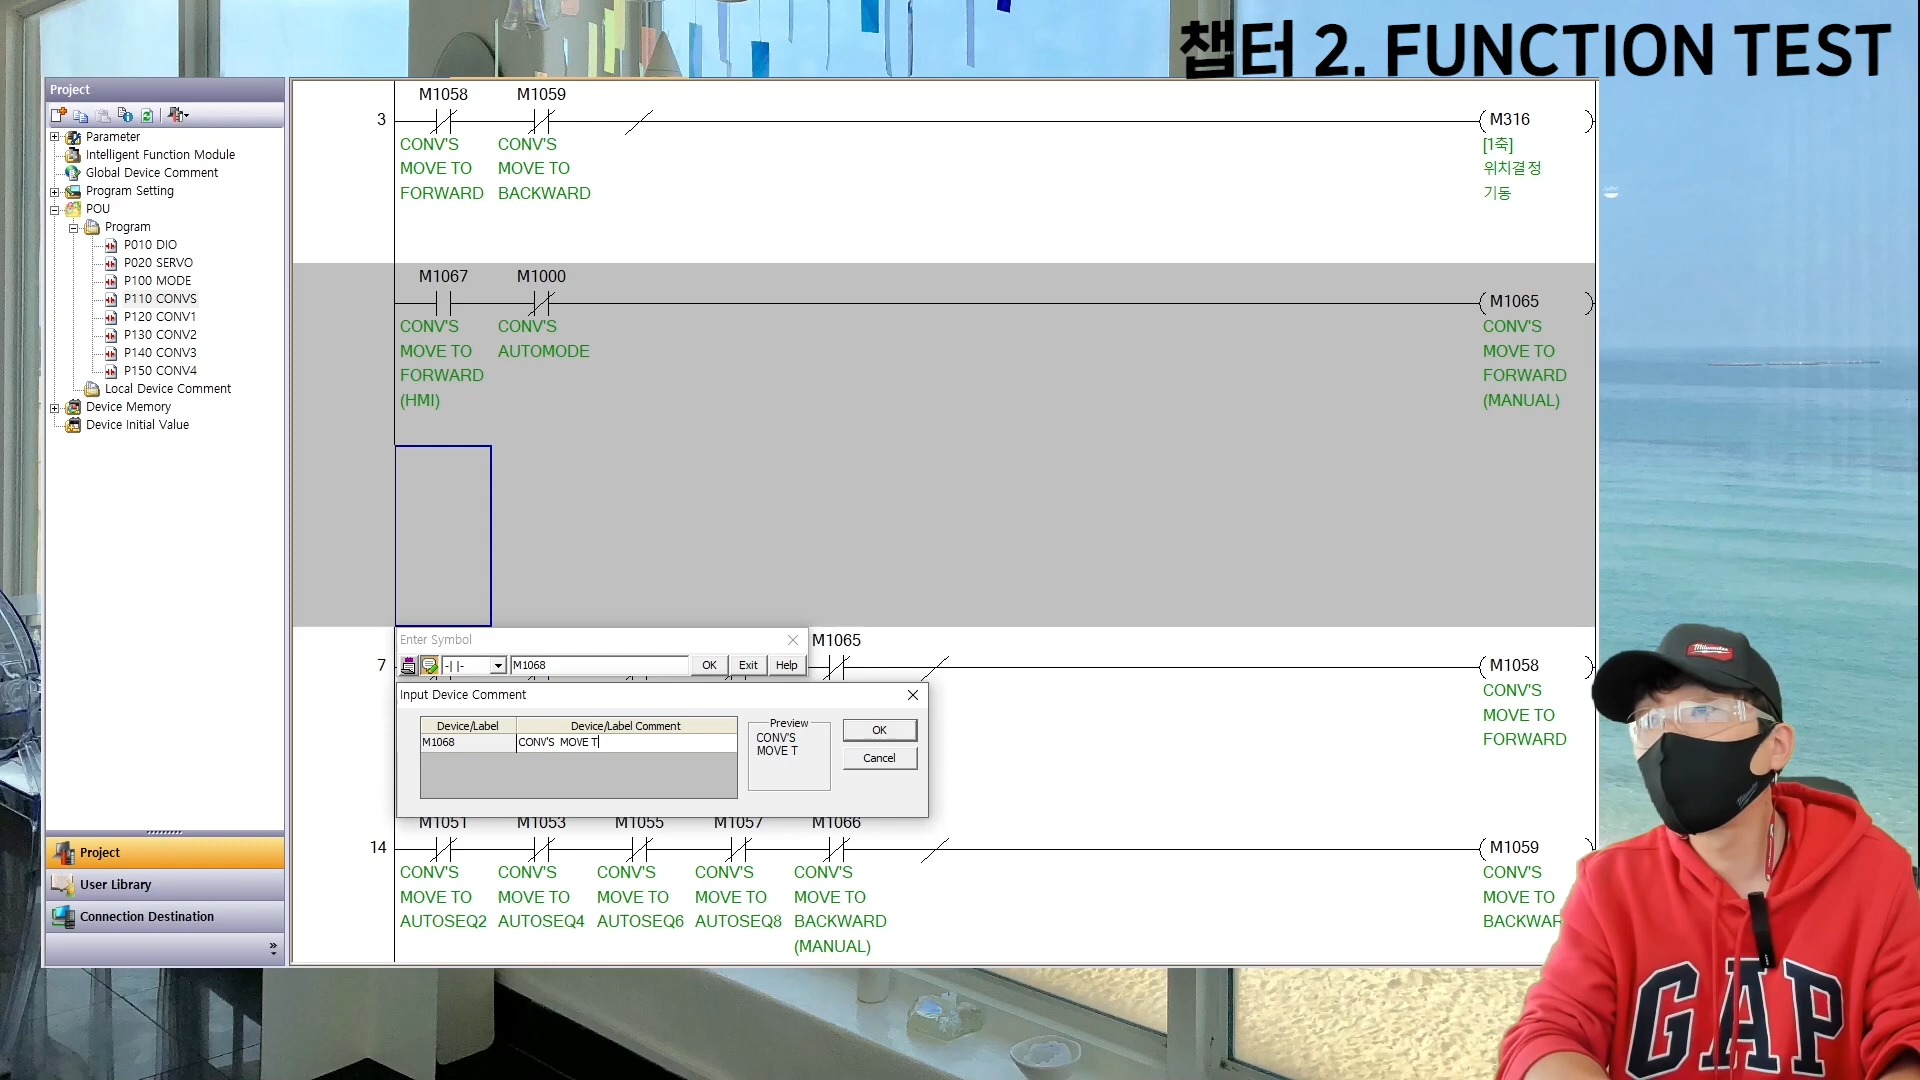 챕터 2. FUNCTION TEST
Project
Parameter
Intelligent Function Module
Global Device Comment
Program Setting
POU
Program
P010 DIO
P020 SERVO
P100 MODE
P110 CONVS
P120 CONV1
P130 CONV2
P140 CONV3
P150 CONV4
Local Device Comment
Device Memory
Device Initial Value
Project
User Library
Connection Destination
M1058 M1059
3 M316
CONV'S CONV'S [1축]
MOVE TO MOVE TO 위치결정
FORWARD BACKWARD 기동
M1067 M1000
M1065
CONV'S CONV'S CONV'S
MOVE TO AUTOMODE MOVE TO
FORWARD FORWARD
(HMI) (MANUAL)
Enter Symbol M1065
7 -| |- M1068 OK Exit Help M1058
CONV'S
MOVE TO
FORWARD
Input Device Comment
Device/Label Device/Label Comment Preview
M1068 CONV'S  MOVE T
CONV'S
MOVE T
OK
Cancel
M1051 M1053 M1055 M1057 M1066
14 M1059
CONV'S CONV'S CONV'S CONV'S CONV'S CONV'S
MOVE TO MOVE TO MOVE TO MOVE TO MOVE TO MOVE TO
AUTOSEQ2 AUTOSEQ4 AUTOSEQ6 AUTOSEQ8 BACKWARD BACKWAR
(MANUAL)
Milwaukee
GAP